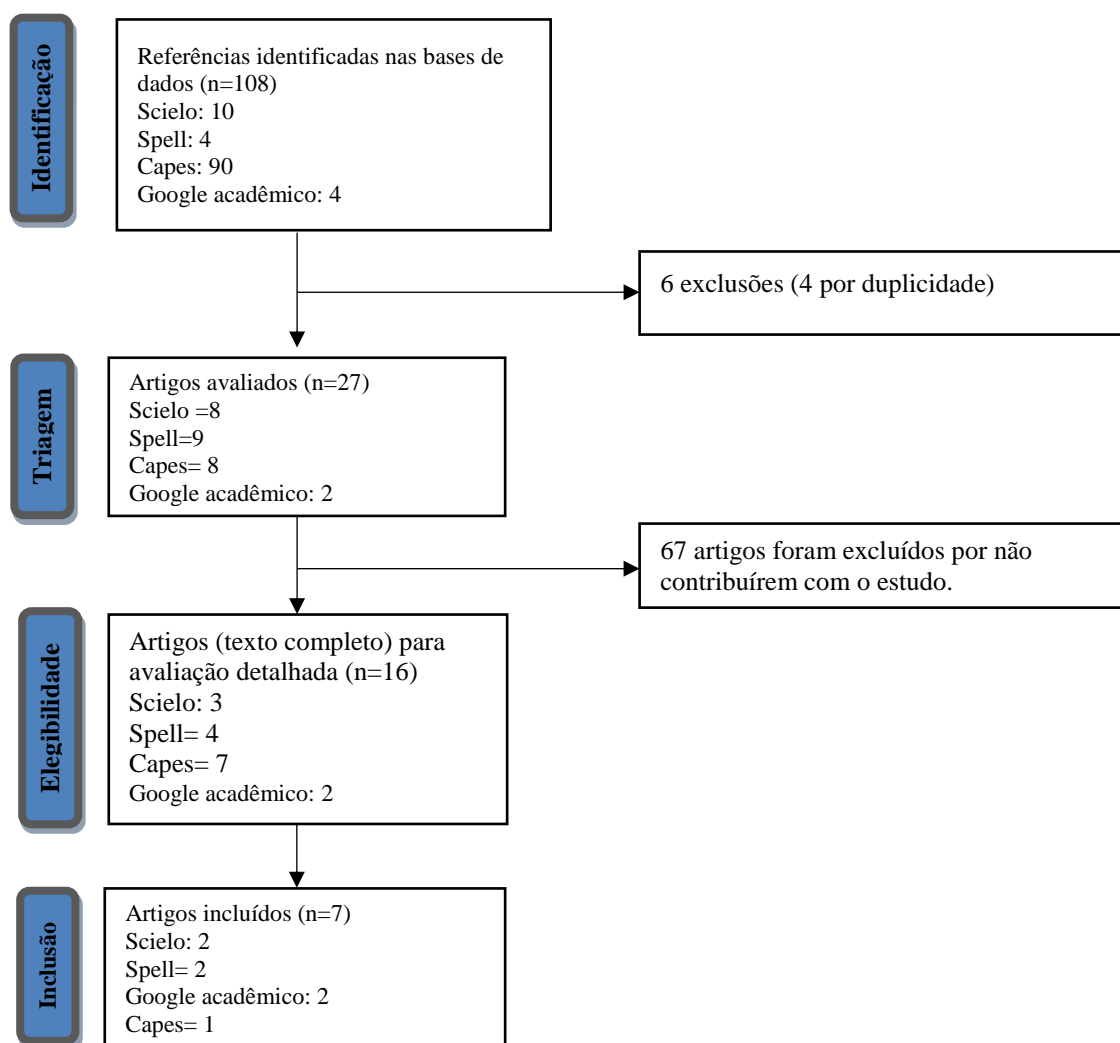 Identificação
Referências identificadas nas bases de
dados (n=108)
Scielo: 10
Spell: 4
Capes: 90
Google acadêmico: 4
6 exclusões (4 por duplicidade)
Triagem
Artigos avaliados (n=27)
Scielo =8
Spell=9
Capes= 8
Google acadêmico: 2
67 artigos foram excluídos por não
contribuírem com o estudo.
Elegibilidade
Artigos (texto completo) para
avaliação detalhada (n=16)
Scielo: 3
Spell= 4
Capes= 7
Google acadêmico: 2
Inclusão
Artigos incluídos (n=7)
Scielo: 2
Spell= 2
Google acadêmico: 2
Capes= 1